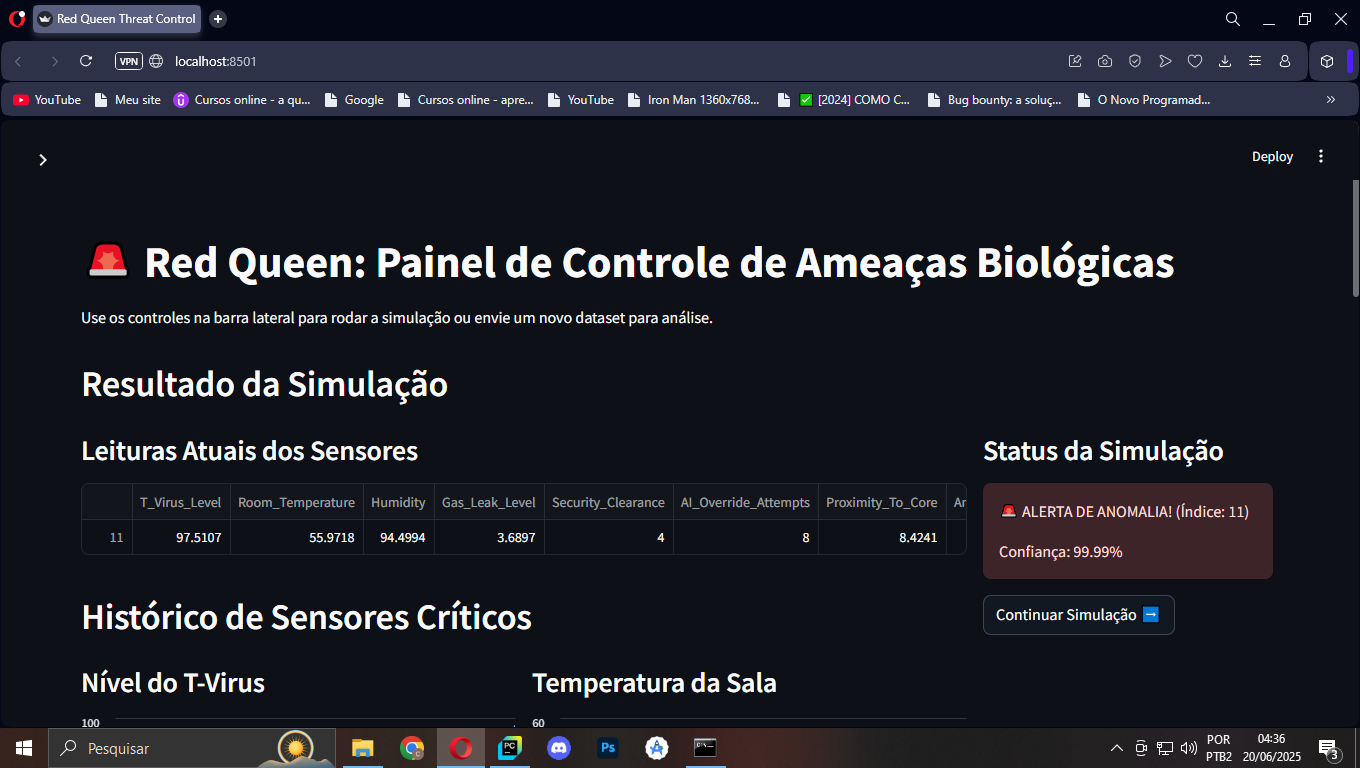 Red Queen Threat Control
VPN localhost:8501
YouTube Meu site Cursos online - a qu... Google Cursos online - apre... YouTube Iron Man 1360x768... [2024] COMO C... Bug bounty: a soluç... O Novo Programad... »
Deploy
Red Queen: Painel de Controle de Ameaças Biológicas
Use os controles na barra lateral para rodar a simulação ou envie um novo dataset para análise.
Resultado da Simulação
Leituras Atuais dos Sensores
T_Virus_Level Room_Temperature Humidity Gas_Leak_Level Security_Clearance AI_Override_Attempts Proximity_To_Core Ar
11 97.5107 55.9718 94.4994 3.6897 4 8 8.4241
Status da Simulação
ALERTA DE ANOMALIA! (Índice: 11)
Confiança: 99.99%
Continuar Simulação
Histórico de Sensores Críticos
Nível do T-Virus
100
Temperatura da Sala
60
Pesquisar
PC
Ps
POR
PTB2
04:36
20/06/2025
3